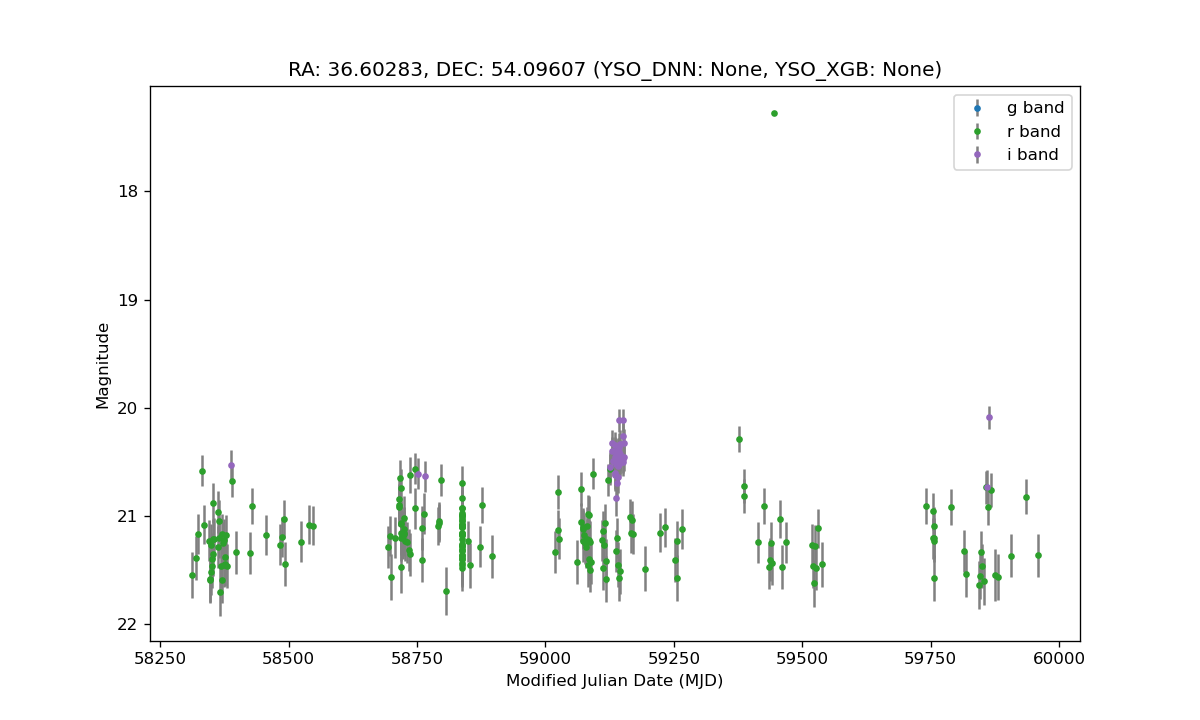 RA: 36.60283, DEC: 54.09607 (YSO_DNN: None, YSO_XGB: None)
g band
r band
i band
18
19
20
21
22
Magnitude
58250 58500 58750 59000 59250 59500 59750 60000
Modified Julian Date (MJD)